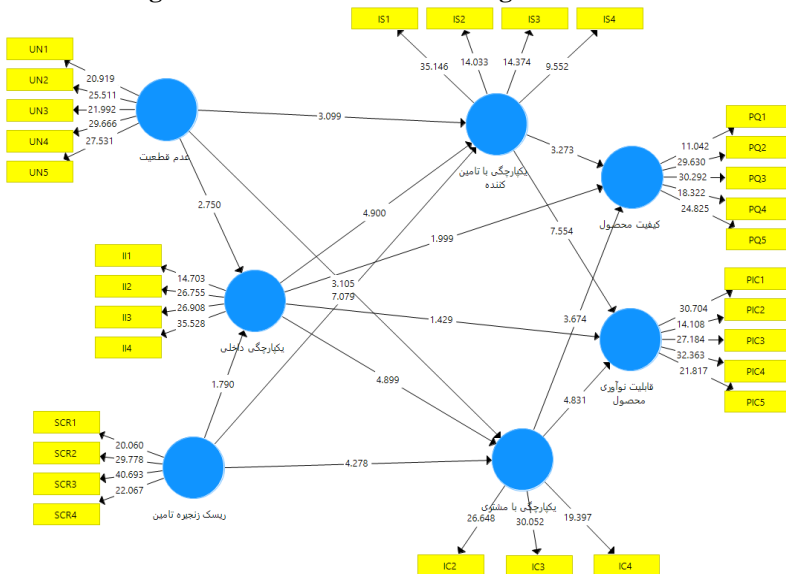 IS1
IS2
IS3
IS4
35.146
14.033
14.374
9.552
UN1
UN2
UN3
UN4
UN5
20.919
25.511
21.992
29.666
27.531
عدم قطعیت
3.099
یکپارچگی با تامین
کننده
3.273
PQ1
PQ2
PQ3
PQ4
PQ5
11.042
29.630
30.292
18.322
24.825
کیفیت محصول
2.750
4.900
1.999
7.554
II1
II2
II3
II4
14.703
26.755
26.908
35.528
یکپارچگی داخلی
3.105
7.079
1.429
3.674
PIC1
PIC2
PIC3
PIC4
PIC5
30.704
14.108
27.184
32.363
21.817
قابلیت نوآوری
محصول
1.790
4.899
4.831
SCR1
SCR2
SCR3
SCR4
20.060
29.778
40.693
22.067
ریسک زنجیره تامین
4.278
یکپارچگی با مشتری
26.648
30.052
19.397
IC2
IC3
IC4